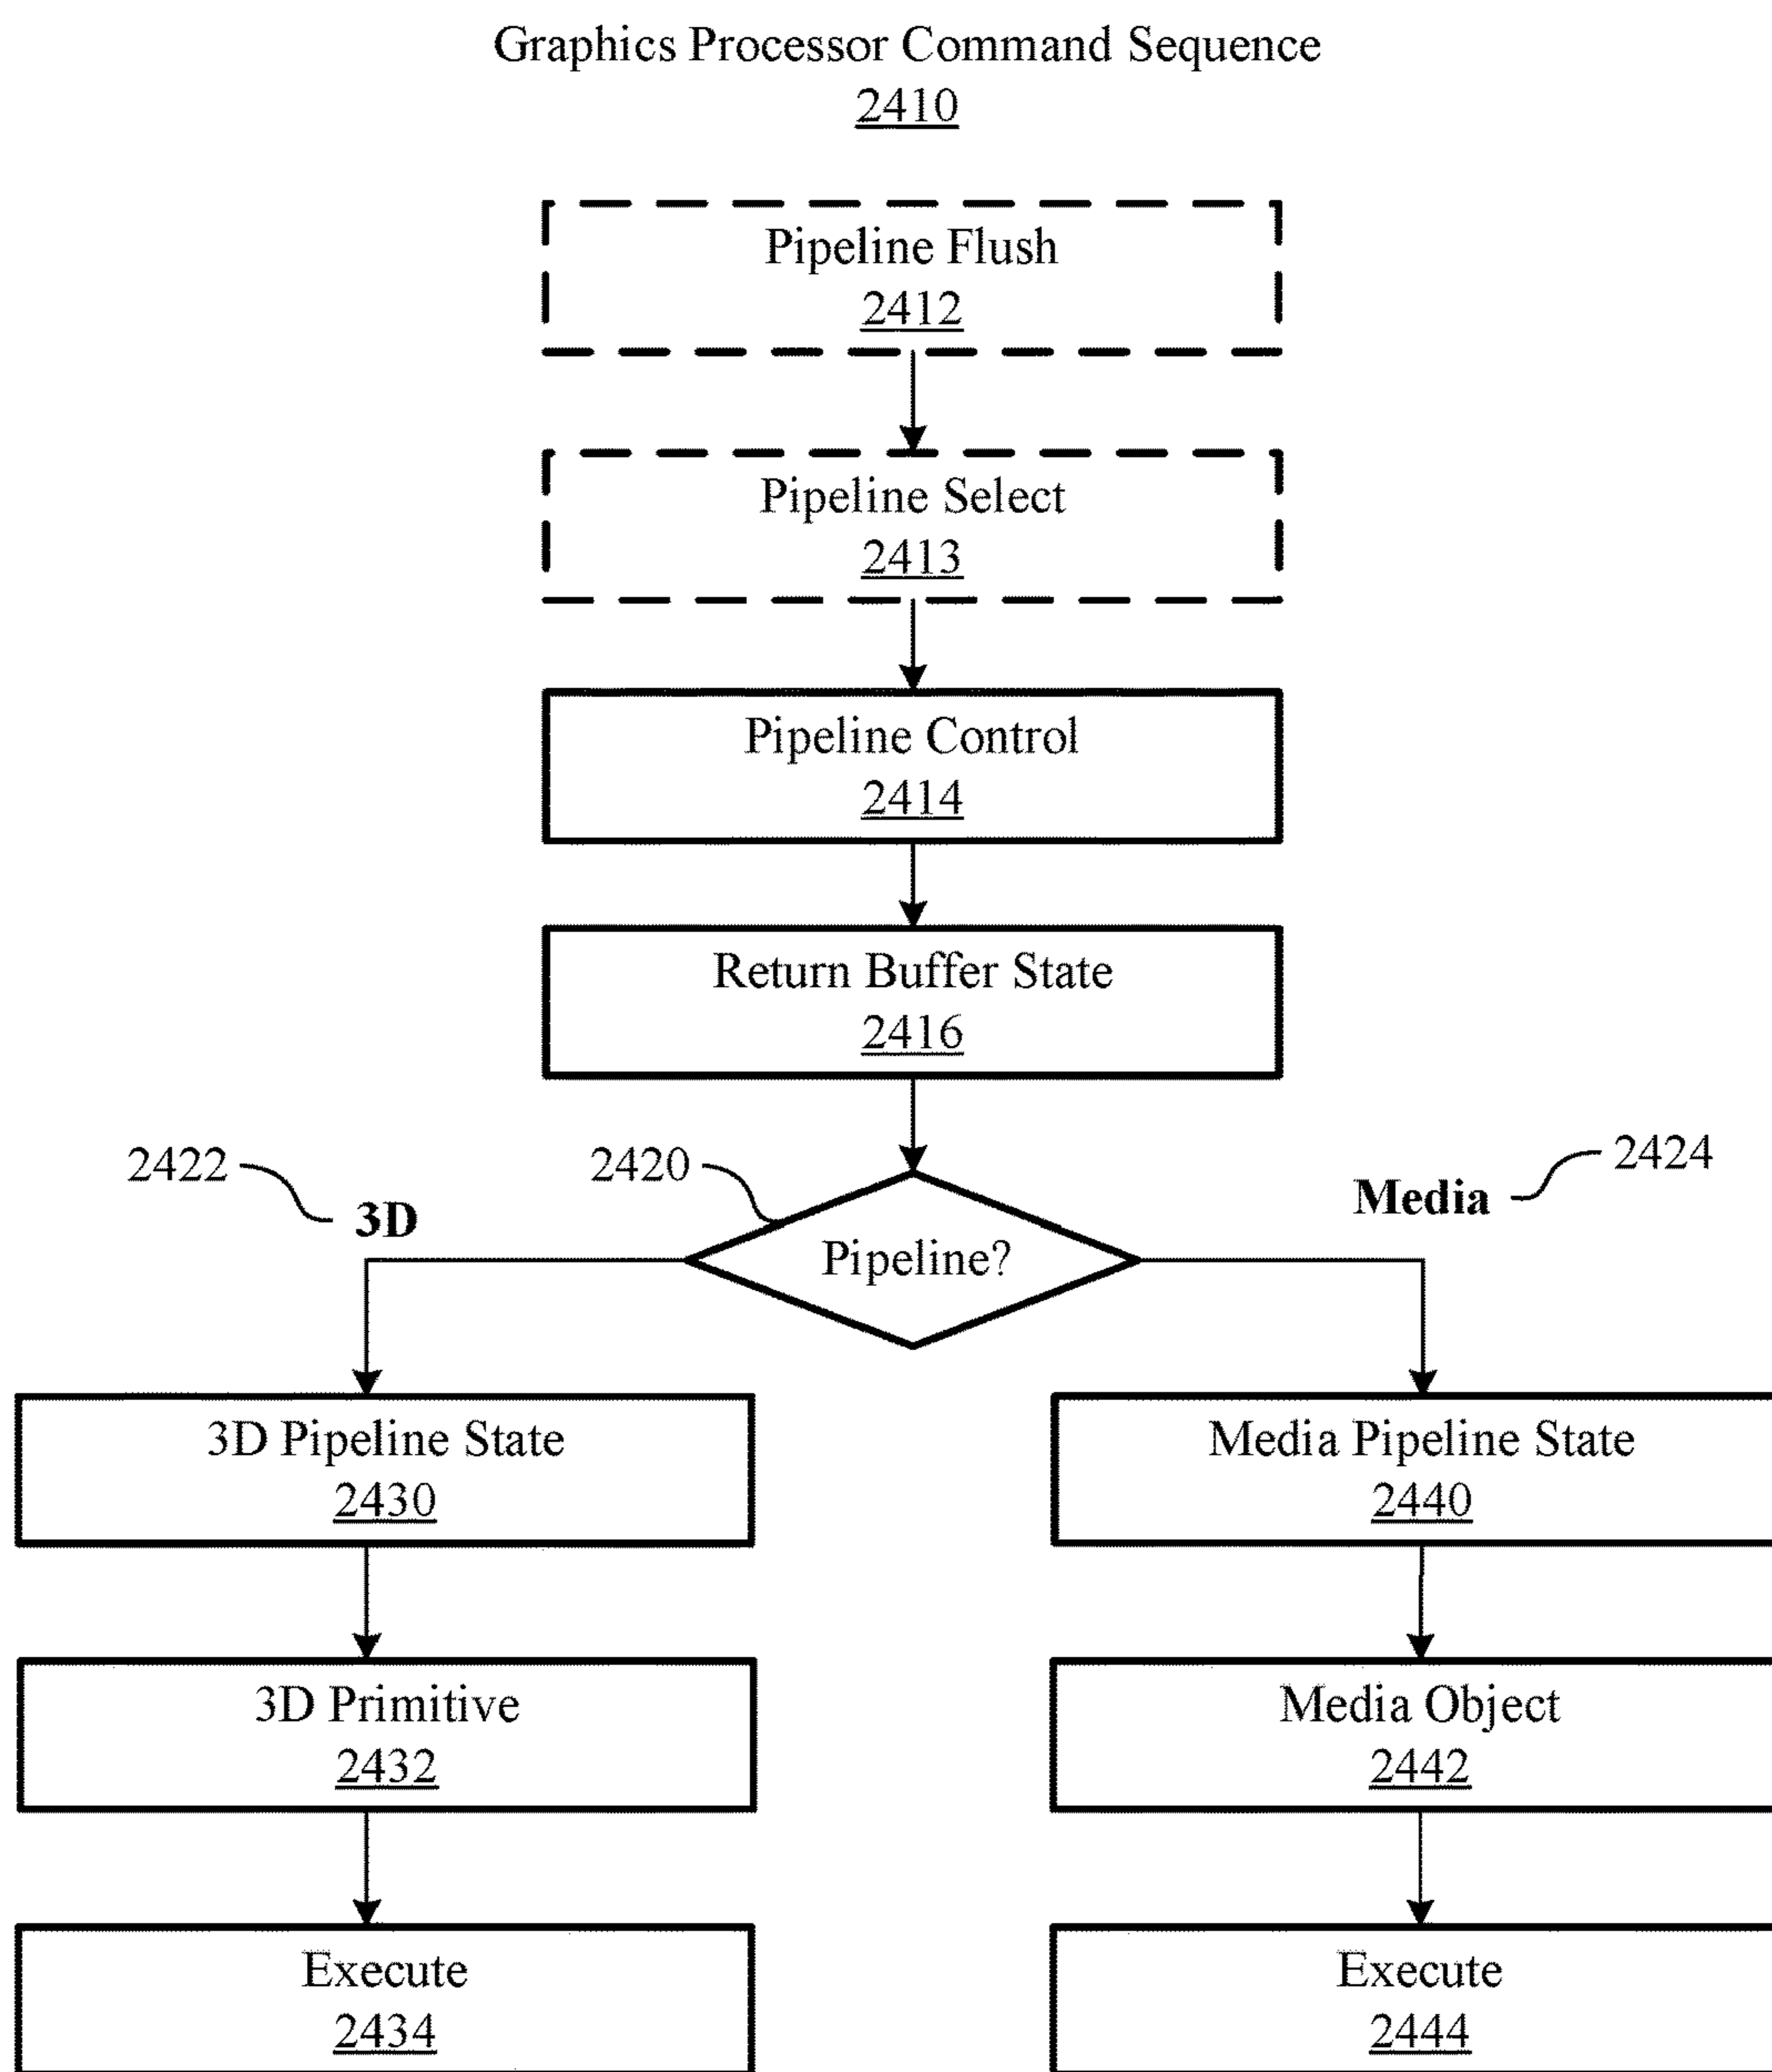 Graphics Processor Command Sequence
2410
Pipeline Flush
2412
Pipeline Select
2413
Pipeline Control
2414
Return Buffer State
2416
2422
3D
2420
Pipeline?
Media
2424
3D Pipeline State
2430
Media Pipeline State
2440
3D Primitive
2432
Media Object
2442
Execute
2434
Execute
2444